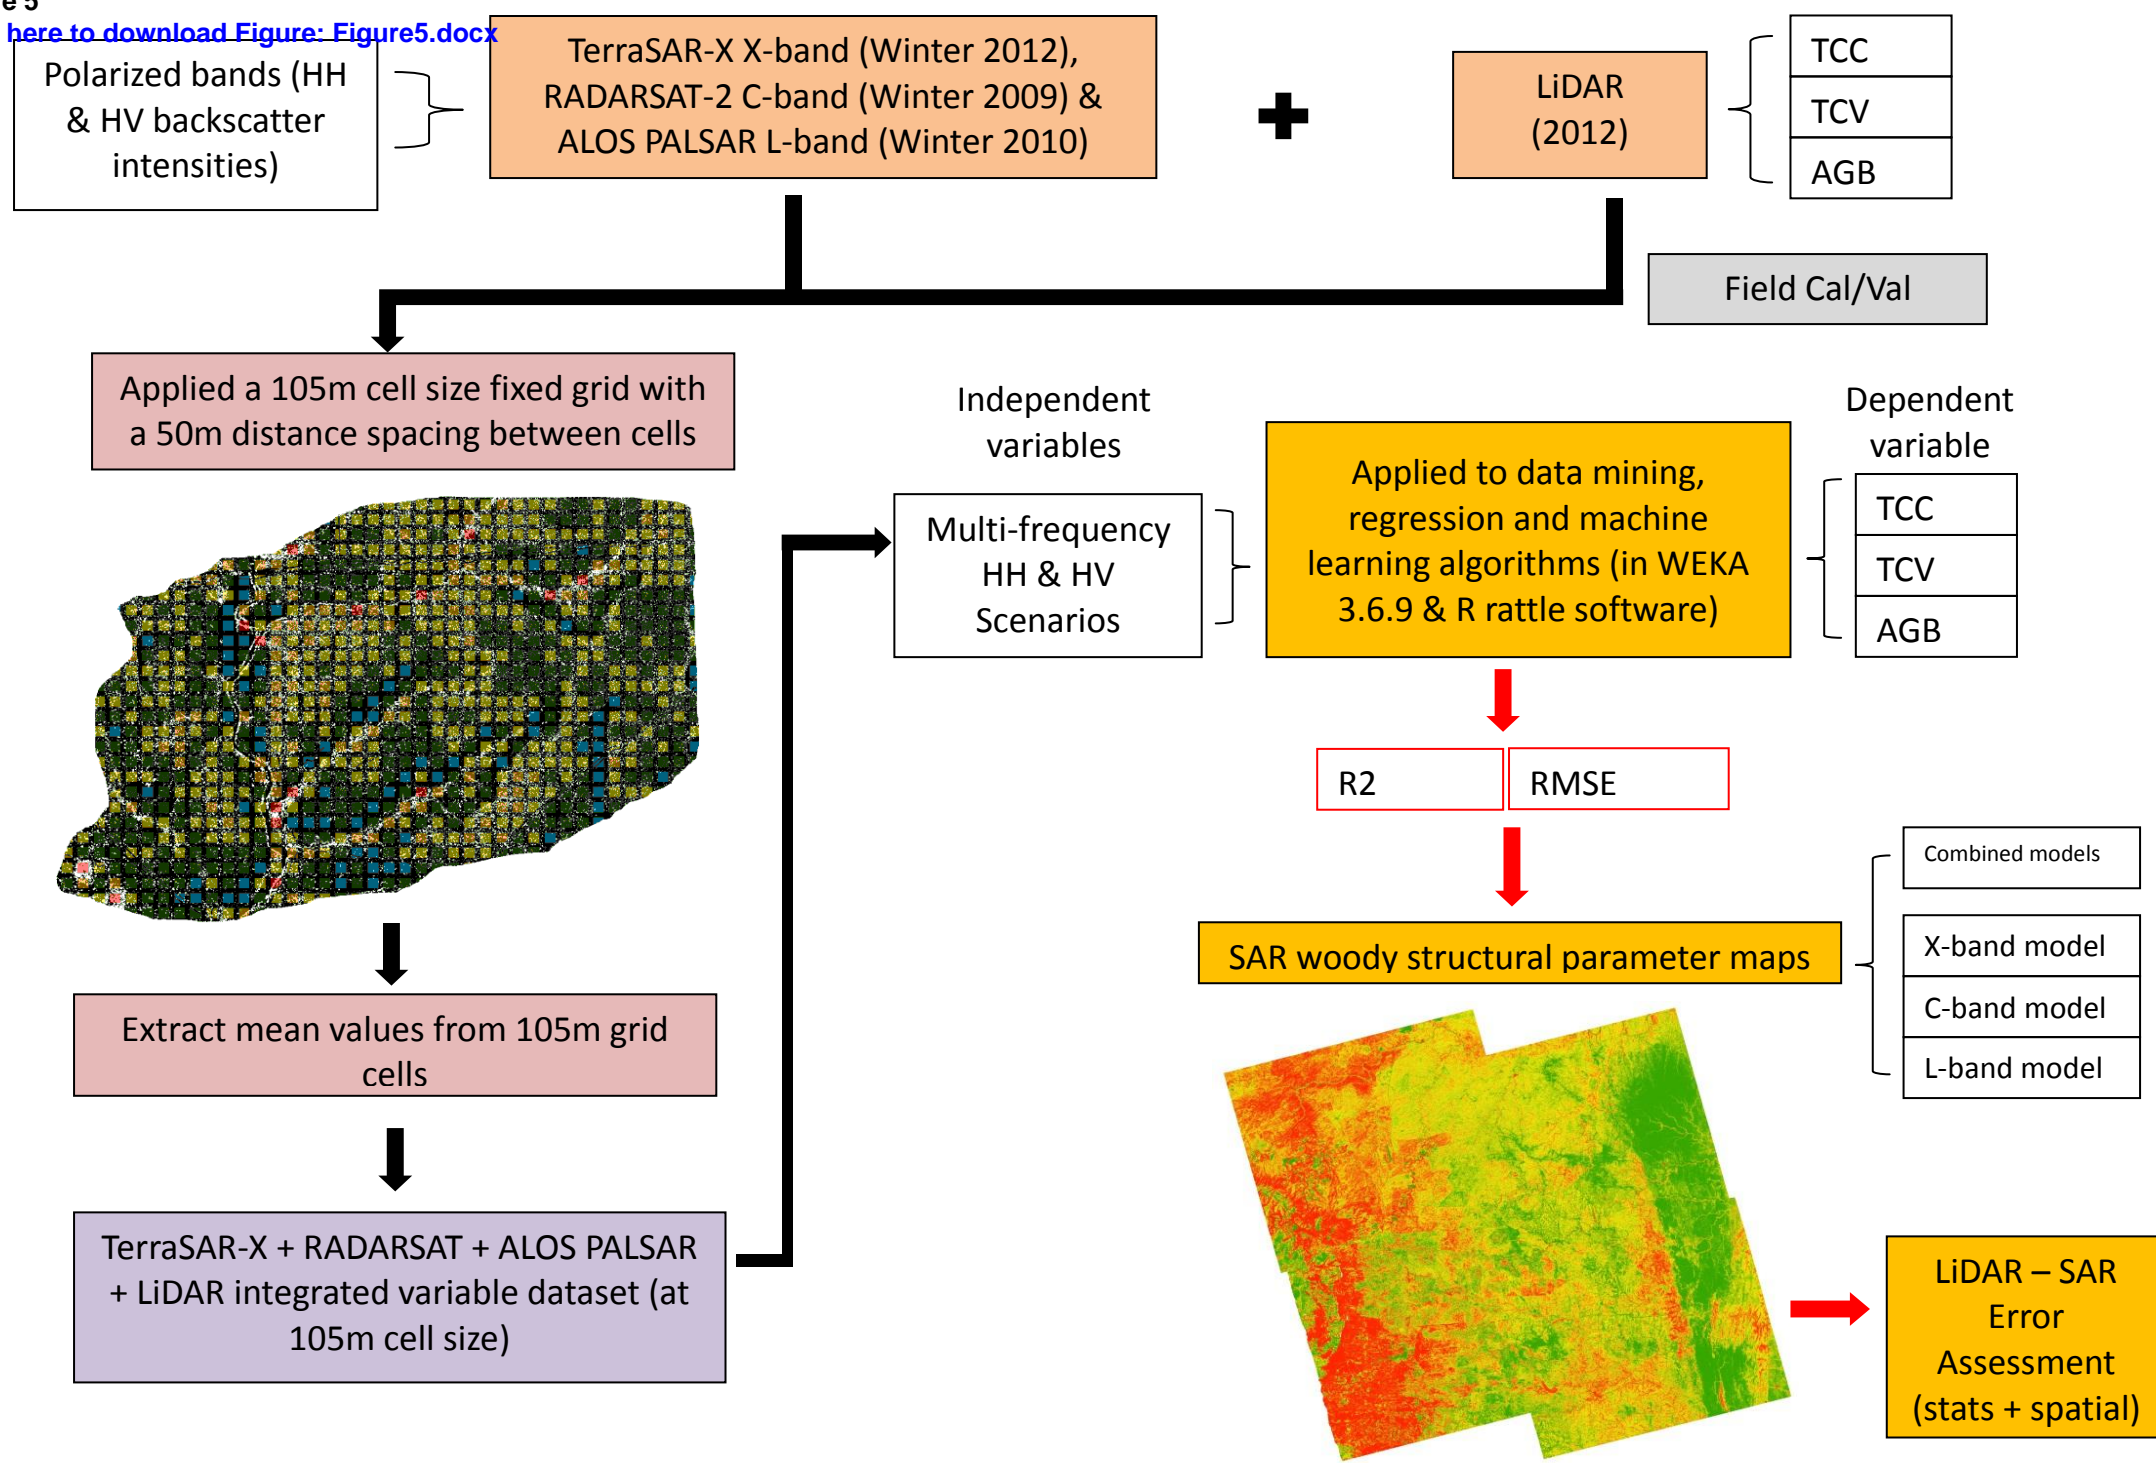 e 5
here to download Figure: Figure5.docx
Polarized bands (HH
& HV backscatter
intensities)
TerraSAR-X X-band (Winter 2012),
RADARSAT-2 C-band (Winter 2009) &
ALOS PALSAR L-band (Winter 2010)
LiDAR
(2012)
TCC
TCV
AGB
Field Cal/Val
Applied a 105m cell size fixed grid with
a 50m distance spacing between cells
Independent
variables
Dependent
variable
Multi-frequency
HH & HV
Scenarios
Applied to data mining,
regression and machine
learning algorithms (in WEKA
3.6.9 & R rattle software)
TCC
TCV
AGB
R2
RMSE
Combined models
SAR woody structural parameter maps
X-band model
C-band model
L-band model
Extract mean values from 105m grid
cells
TerraSAR-X + RADARSAT + ALOS PALSAR
+ LiDAR integrated variable dataset (at
105m cell size)
LiDAR – SAR
Error
Assessment
(stats + spatial)